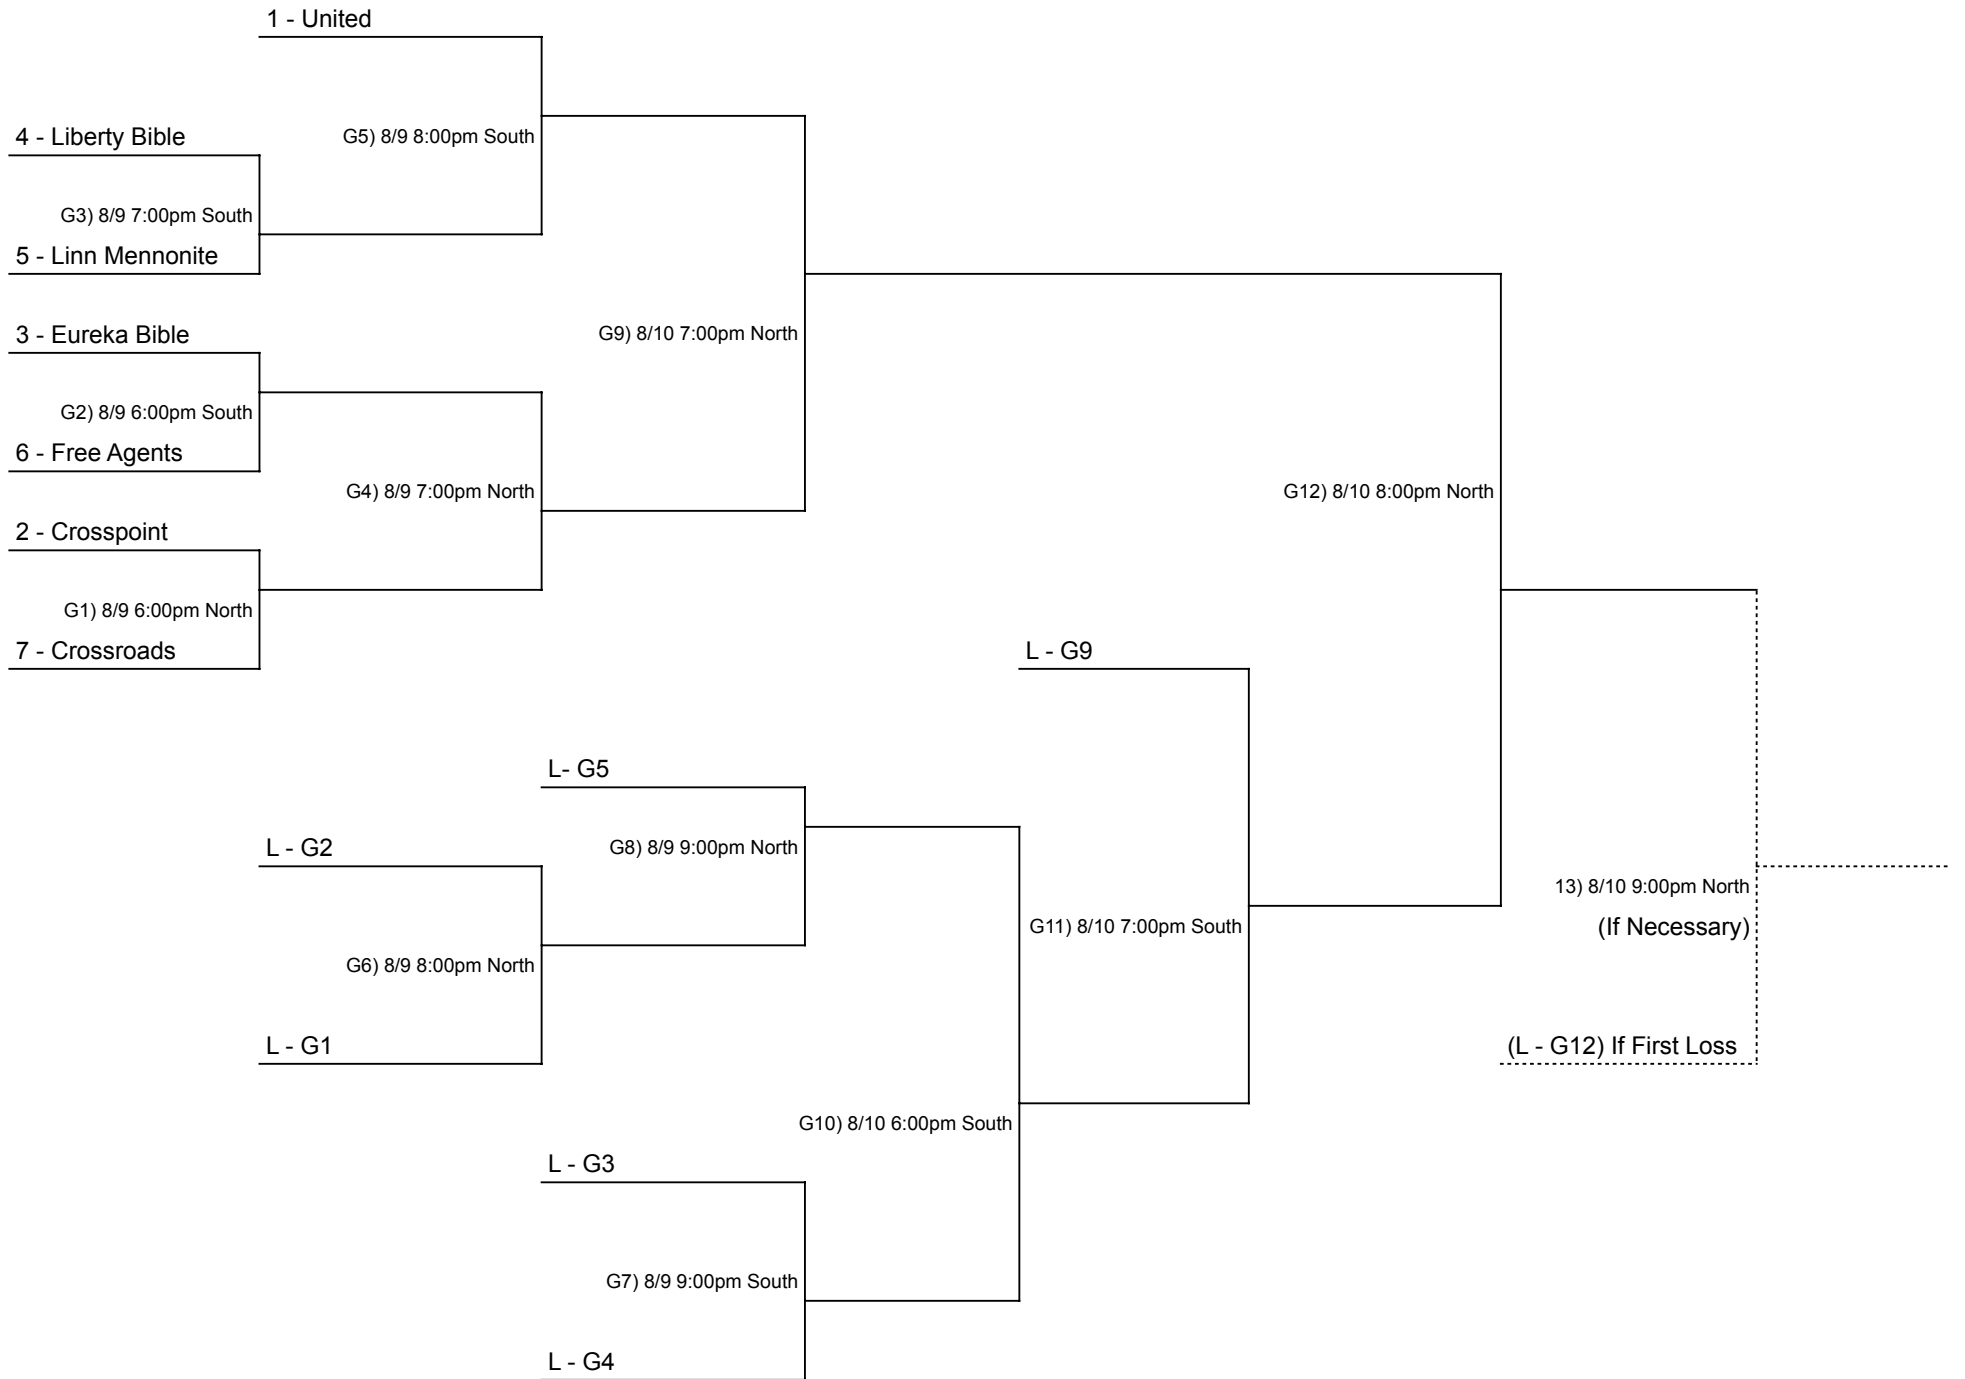 1 - United
4 - Liberty Bible
G5) 8/9 8:00pm South
G3) 8/9 7:00pm South
5 - Linn Mennonite
3 - Eureka Bible
G9) 8/10 7:00pm North
G2) 8/9 6:00pm South
6 - Free Agents
G4) 8/9 7:00pm North
G12) 8/10 8:00pm North
2 - Crosspoint
G1) 8/9 6:00pm North
7 - Crossroads
L - G9
L- G5
L - G2
G8) 8/9 9:00pm North
13) 8/10 9:00pm North
(If Necessary)
G11) 8/10 7:00pm South
G6) 8/9 8:00pm North
L - G1
(L - G12) If First Loss
G10) 8/10 6:00pm South
L - G3
G7) 8/9 9:00pm South
L - G4